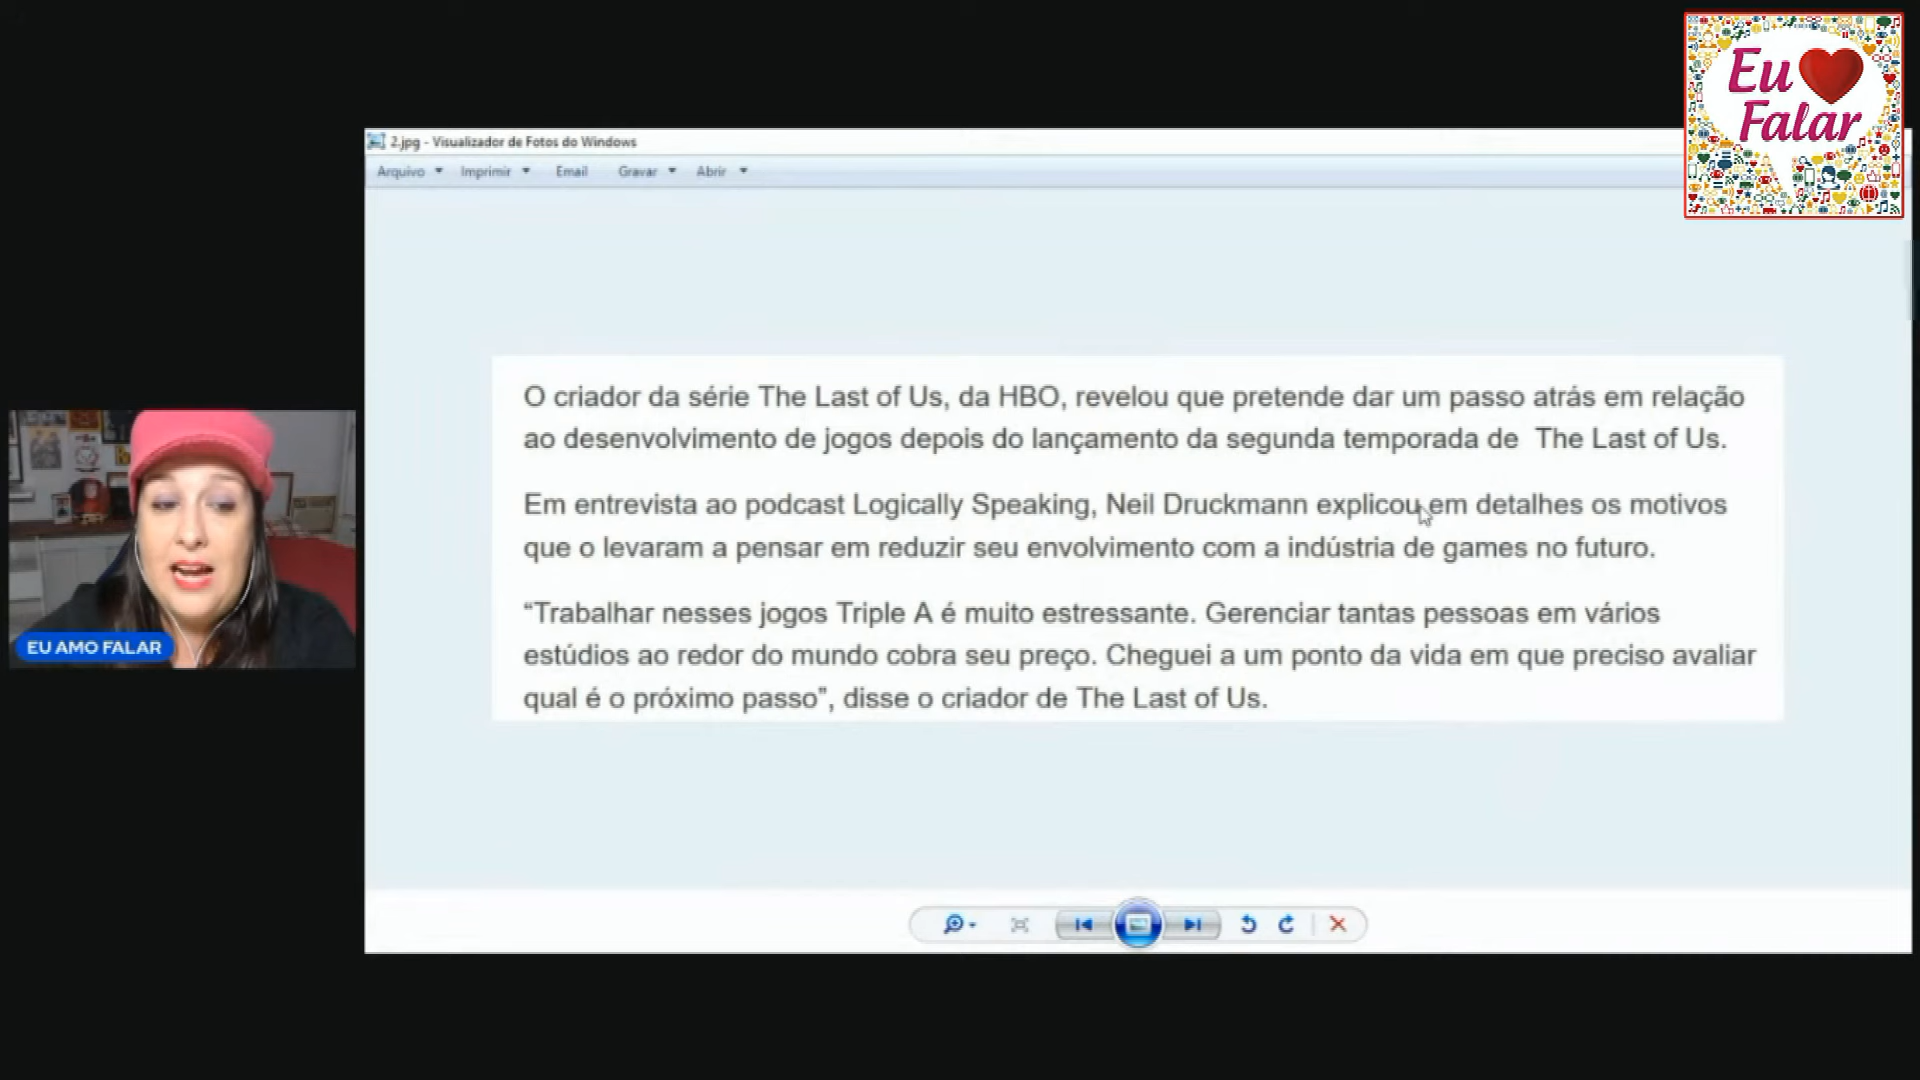 Eu
Falar
2.jpg - Visualizador de Fotos do Windows
Arquivo Imprimir Email Gravar Abrir
O criador da série The Last of Us, da HBO, revelou que pretende dar um passo atrás em relação
ao desenvolvimento de jogos depois do lançamento da segunda temporada de The Last of Us.
Em entrevista ao podcast Logically Speaking, Neil Druckmann explicou em detalhes os motivos
que o levaram a pensar em reduzir seu envolvimento com a indústria de games no futuro.
“Trabalhar nesses jogos Triple A é muito estressante. Gerenciar tantas pessoas em vários
estúdios ao redor do mundo cobra seu preço. Cheguei a um ponto da vida em que preciso avaliar
qual é o próximo passo”, disse o criador de The Last of Us.
EU AMO FALAR